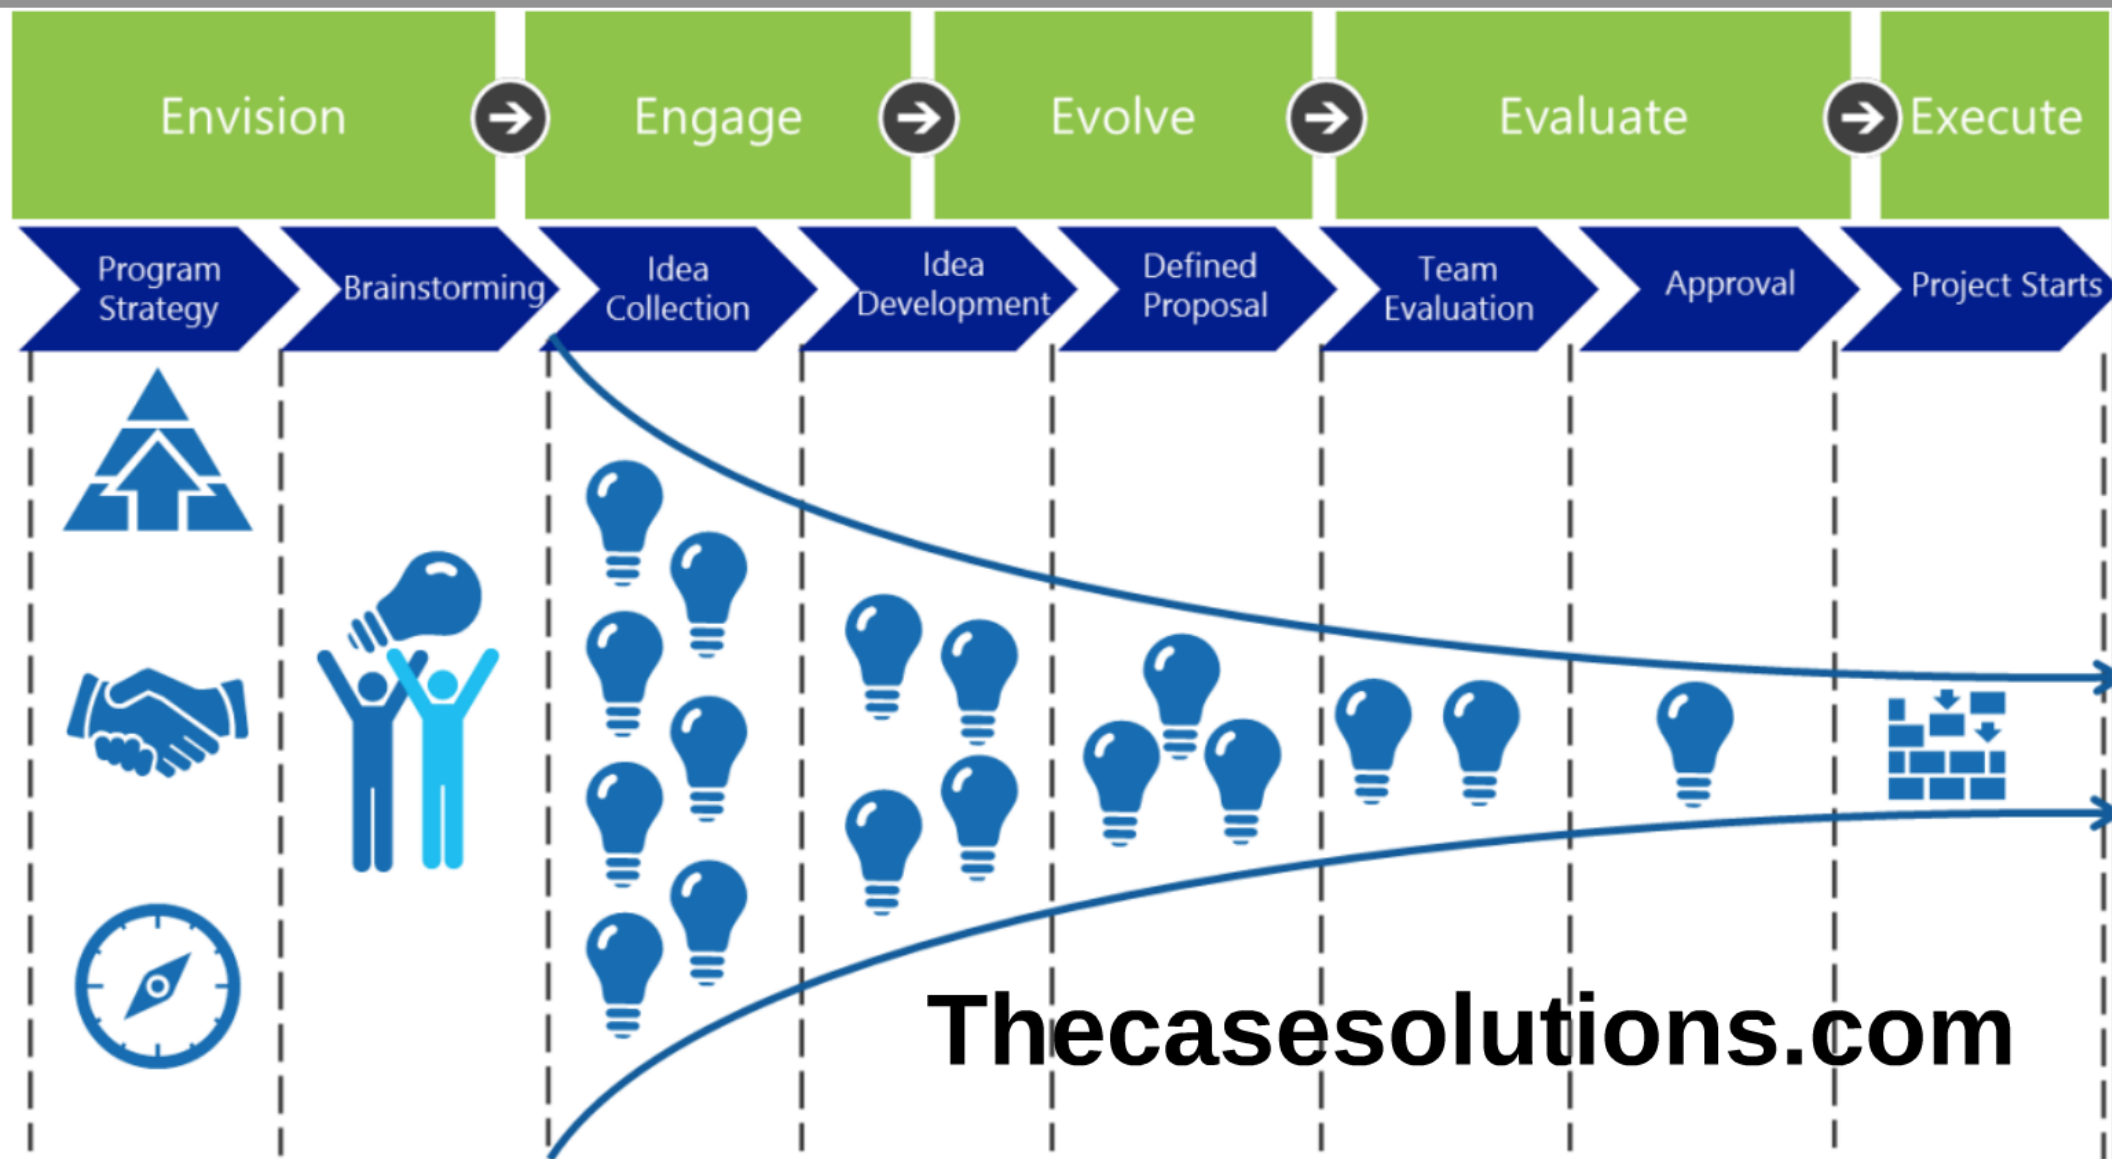 Envision
Engage
Evolve
Evaluate
Execute
Program
Strategy
Brainstorming
Idea
Collection
Idea
Development
Defined
Proposal
Team
Evaluation
Approval
Project Starts
Thecasesolutions.com